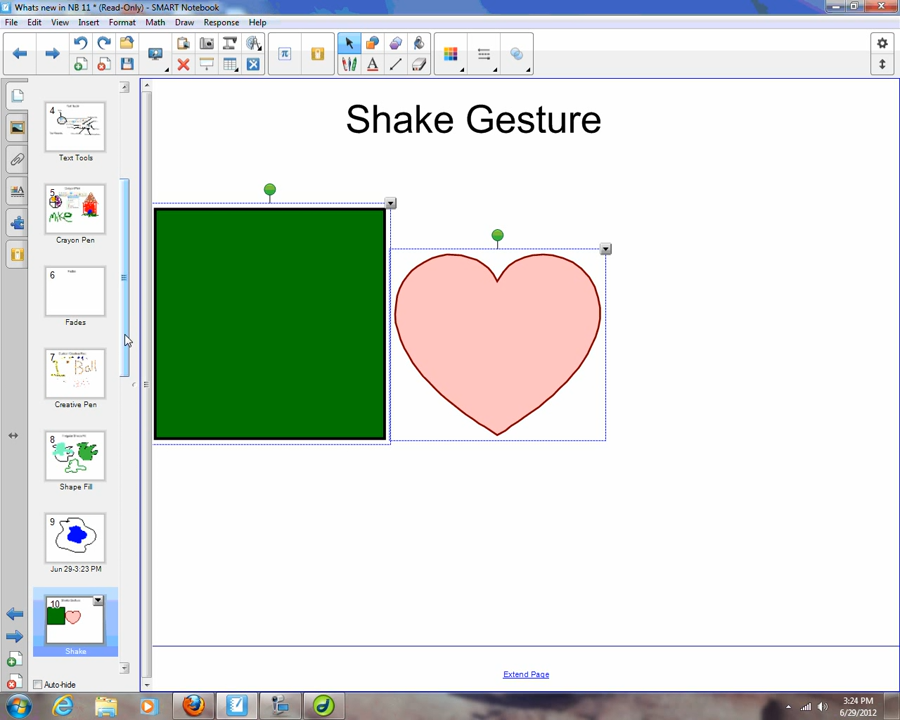 Whats new in NB 11 * (Read-Only) - SMART Notebook
File Edit View Insert Format Math Draw Response Help
Shake Gesture
4
Text Tools
5
Mike
Crayon Pen
6
Fades
7
I Ball
Creative Pen
8
Shape Fill
9
Jun 29-3:23 PM
10
Shake
Auto-hide
Extend Page
3:24 PM
6/29/2012